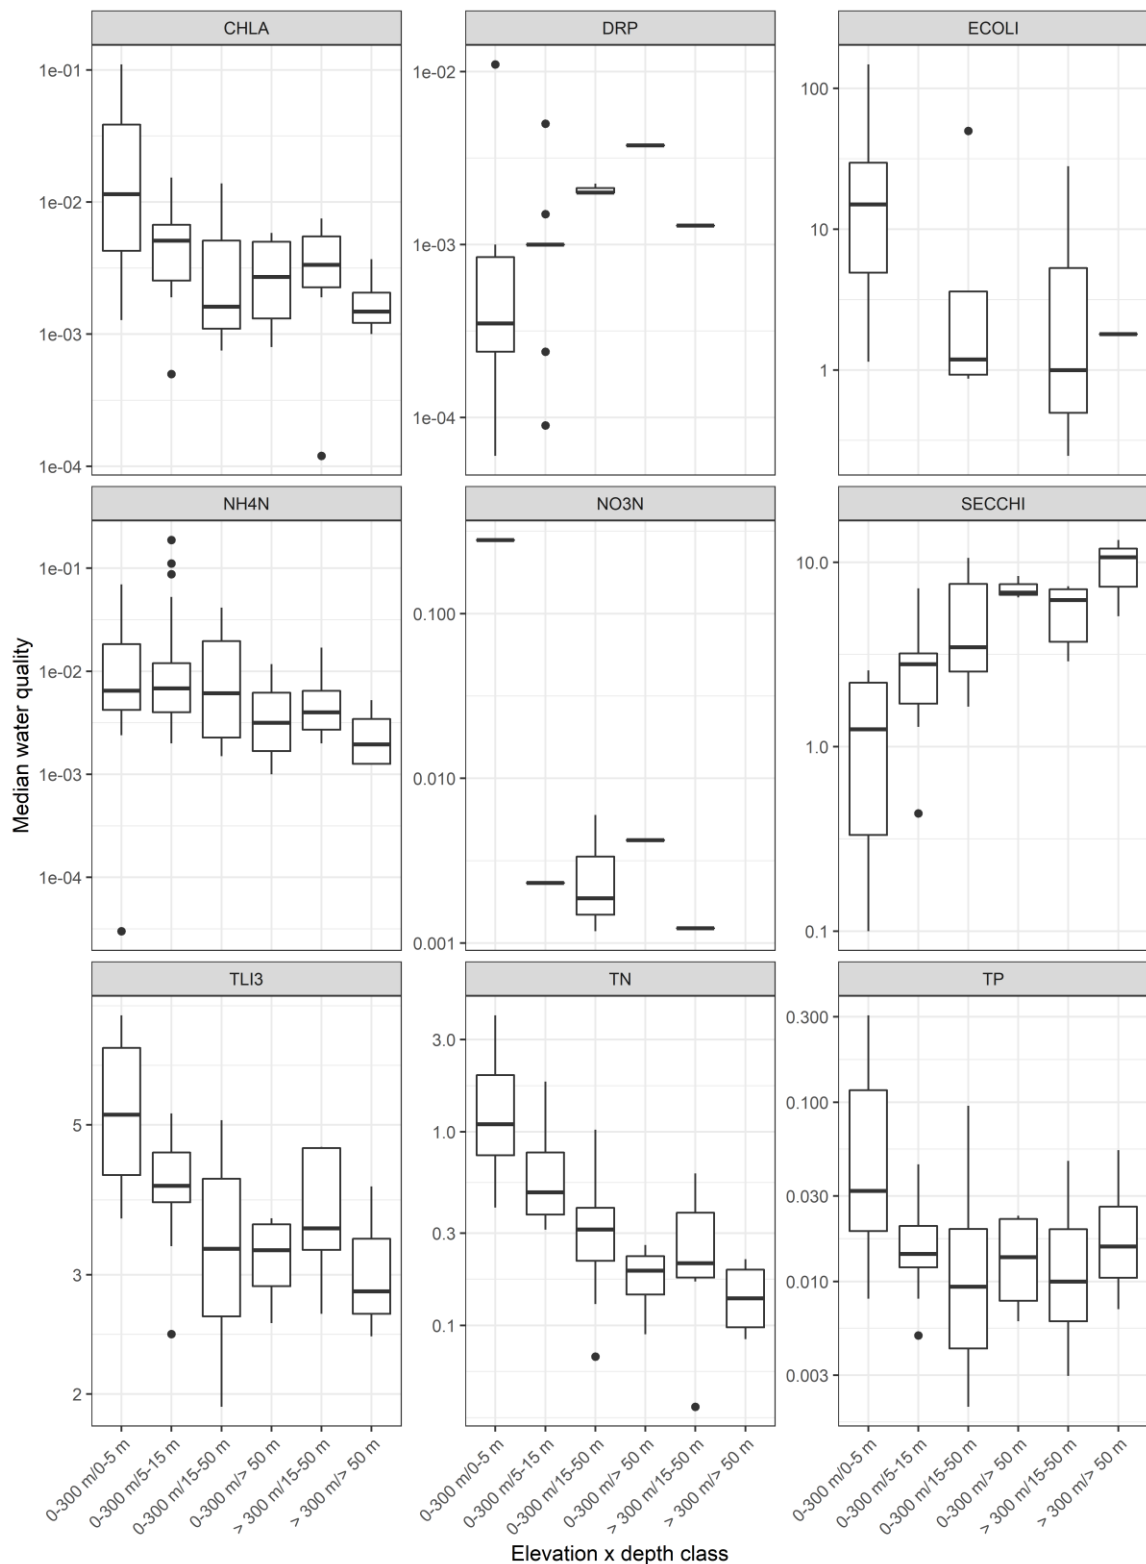 CHLA
DRP
ECOLI
1e-01
1e-02
1e-03
1e-04
1e-02
1e-03
1e-04
100
10
1
NH4N
NO3N
SECCHI
1e-01
1e-02
1e-03
1e-04
0.100
0.010
0.001
10.0
1.0
0.1
Median water quality
TLI3
TN
TP
5
3
2
3.0
1.0
0.3
0.1
0.300
0.100
0.030
0.010
0.003
0-300 m/0-5 m
0-300 m/5-15 m
0-300 m/15-50 m
0-300 m/> 50 m
> 300 m/15-50 m
> 300 m/> 50 m
0-300 m/0-5 m
0-300 m/5-15 m
0-300 m/15-50 m
0-300 m/> 50 m
> 300 m/15-50 m
> 300 m/> 50 m
0-300 m/0-5 m
0-300 m/5-15 m
0-300 m/15-50 m
0-300 m/> 50 m
> 300 m/15-50 m
> 300 m/> 50 m
Elevation x depth class